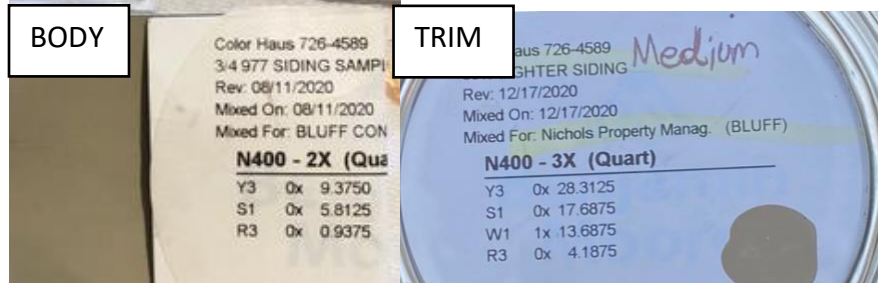 BODY
Color Haus 726-4589
3/4 977 SIDING SAMPL
Rev: 08/11/2020
Mixed On: 08/11/2020
Mixed For: BLUFF CON
N400 - 2X (Qua
Y3 0x 9.3750
S1 0x 5.8125
R3 0x 0.9375
TRIM
aus 726-4589
Medium
GHTER SIDING
Rev: 12/17/2020
Mixed On: 12/17/2020
Mixed For: Nichols Property Manag. (BLUFF)
N400 - 3X (Quart)
Y3 0x 28.3125
S1 0x 17.6875
W1 1x 13.6875
R3 0x 4.1875